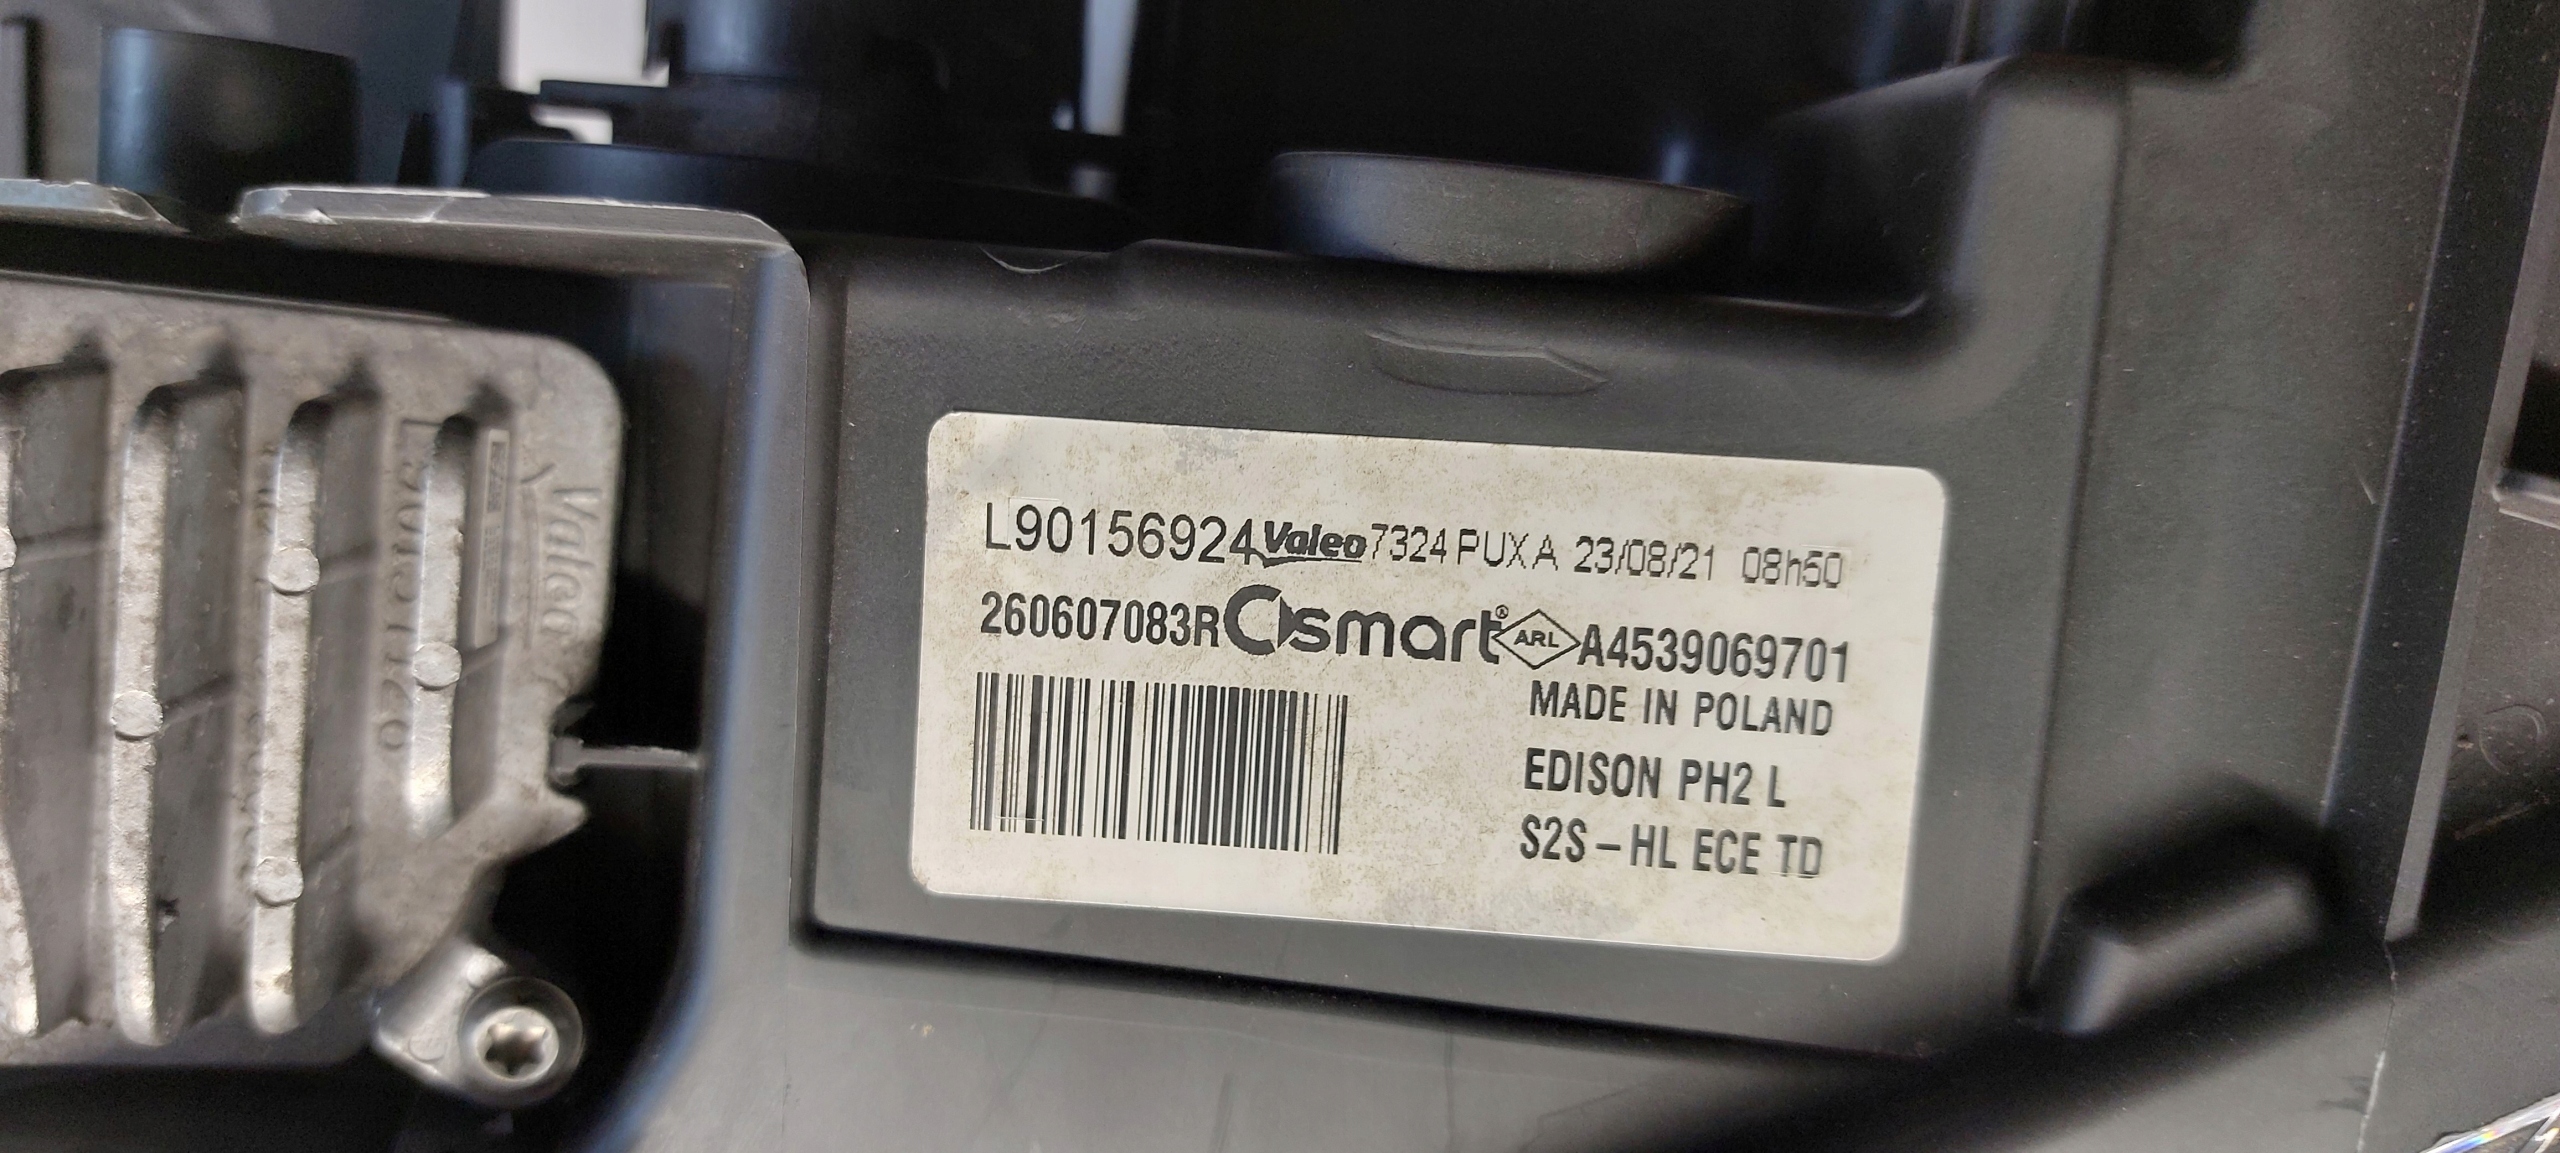 Valeo
L90156924 Valeo 7324 PUX A 23/08/21 08h50
260607083R smart® ARL A4539069701
MADE IN POLAND
EDISON PH2 L
S2S - HL ECE TD